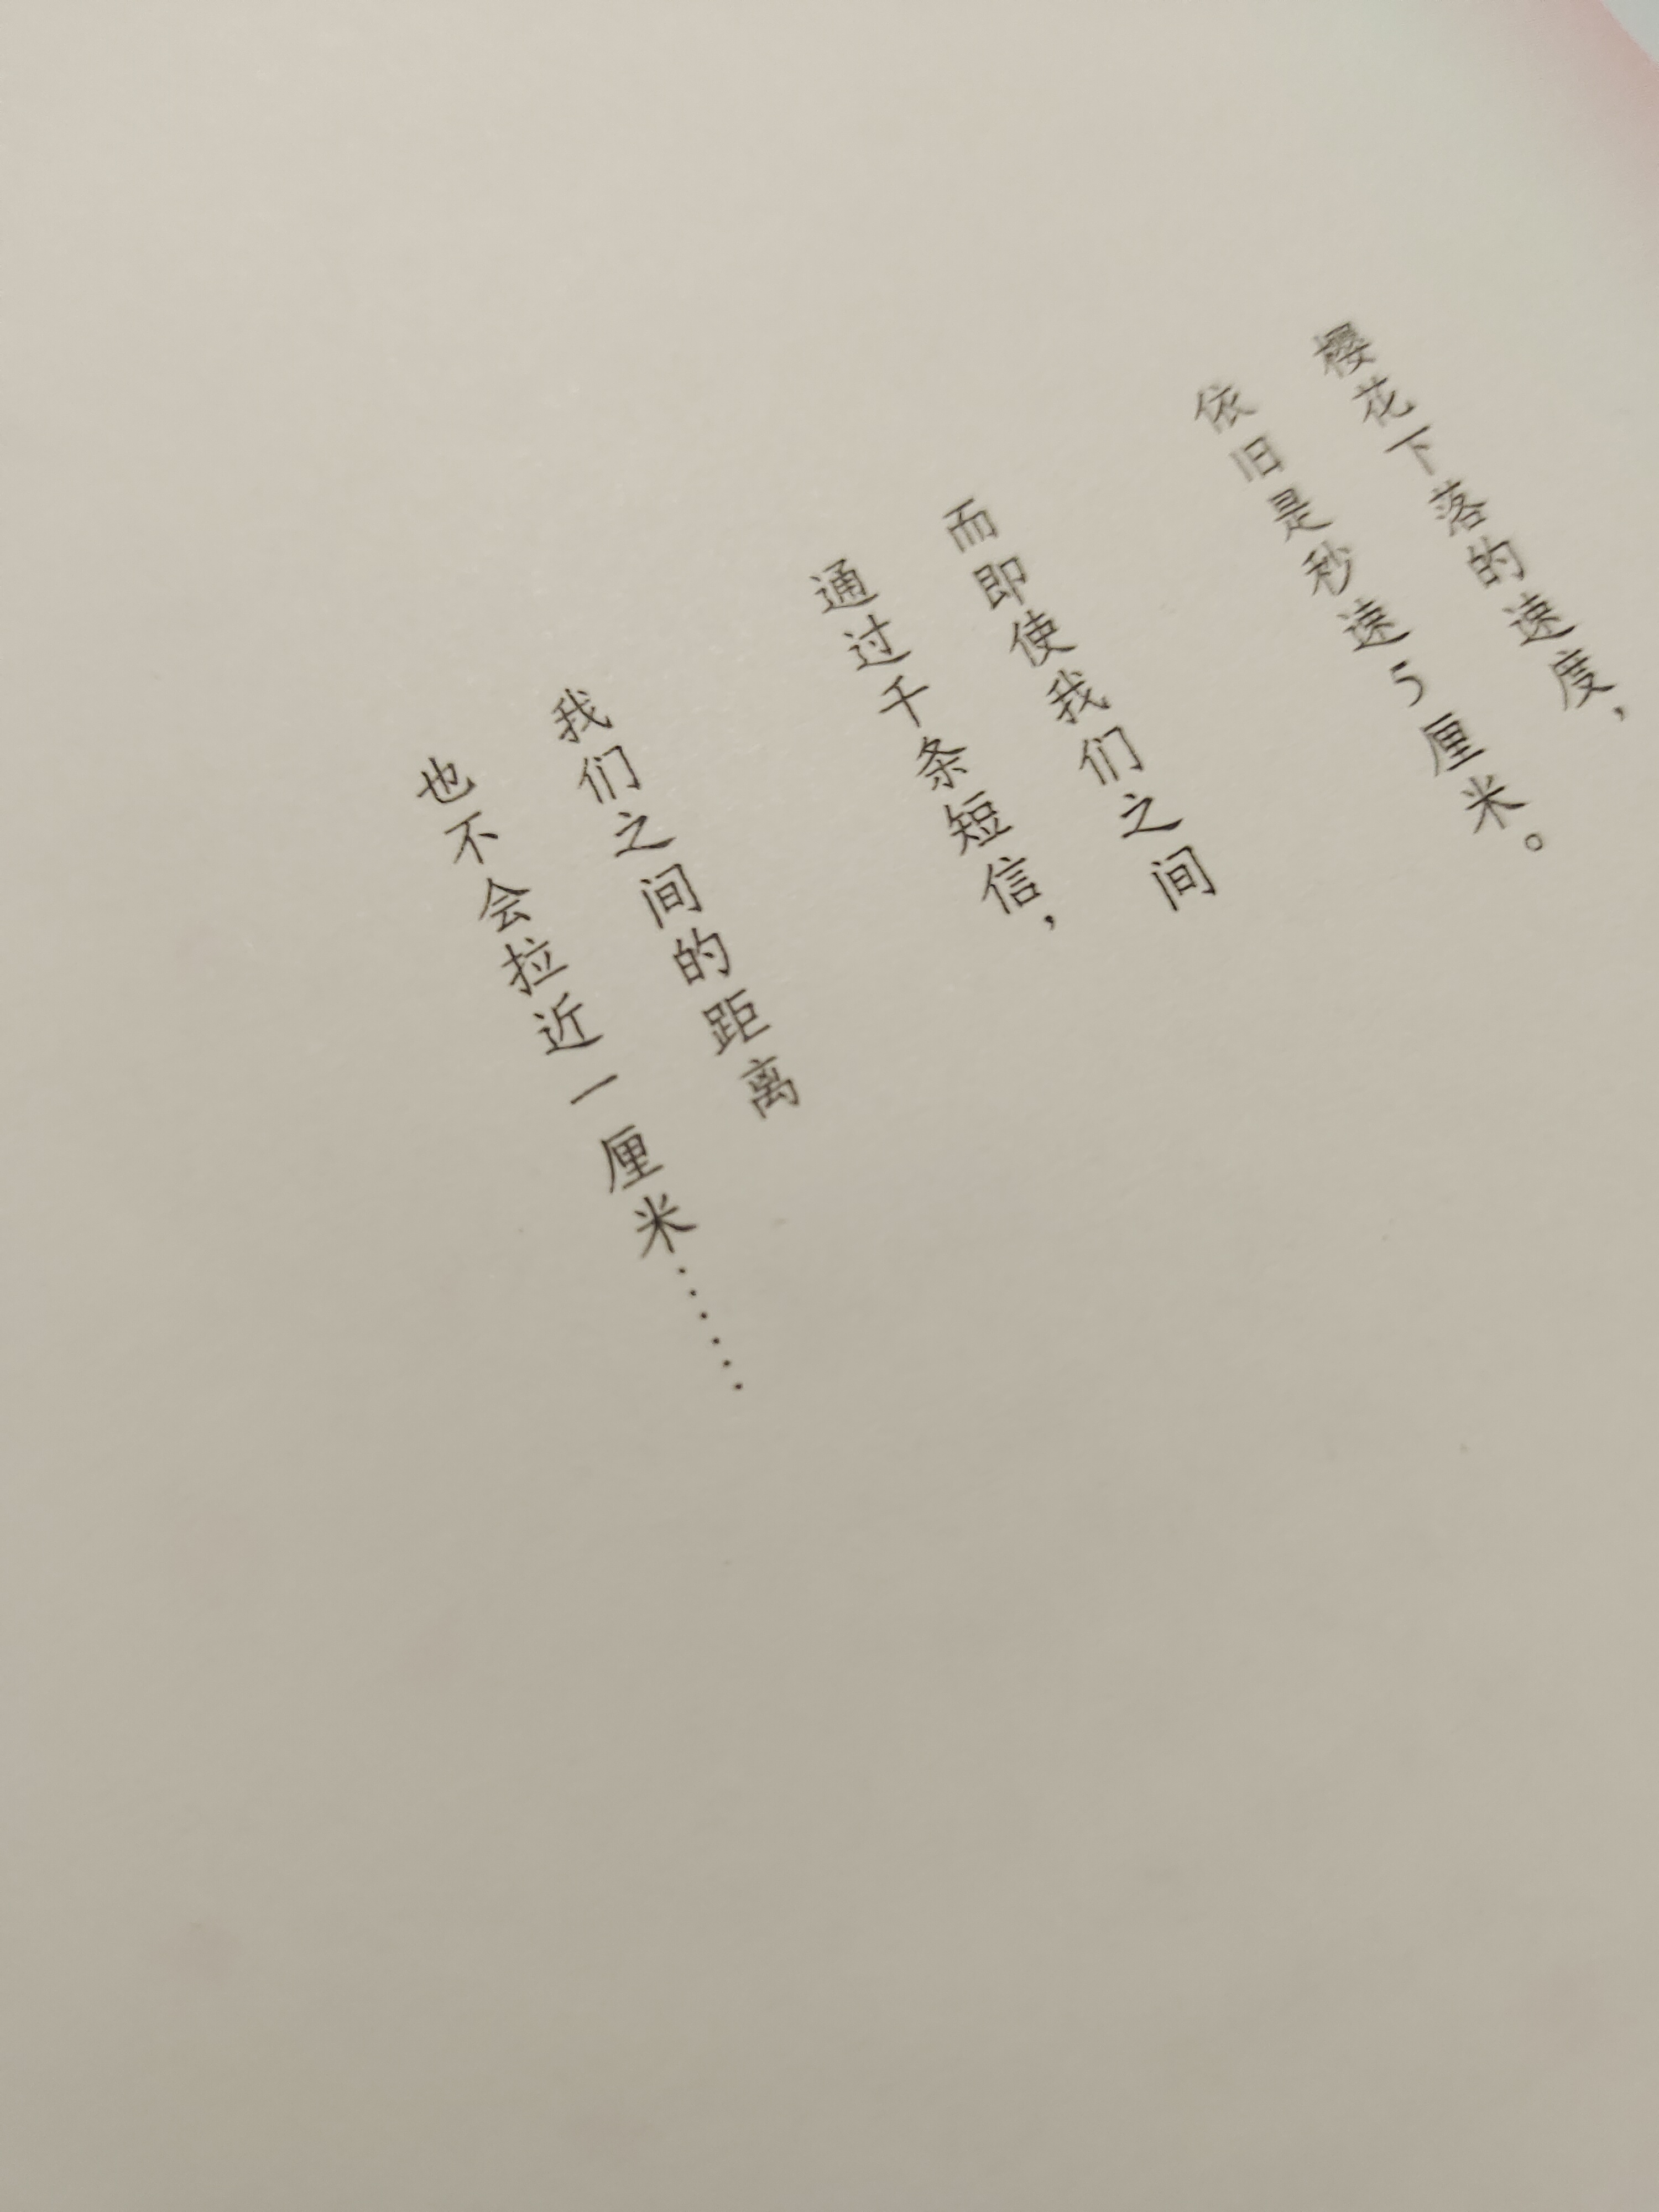 樱花下落的速度，
依旧是秒速5厘米。
而即使我们之间
通过千条短信，
我们之间的距离
也不会拉近一厘米……